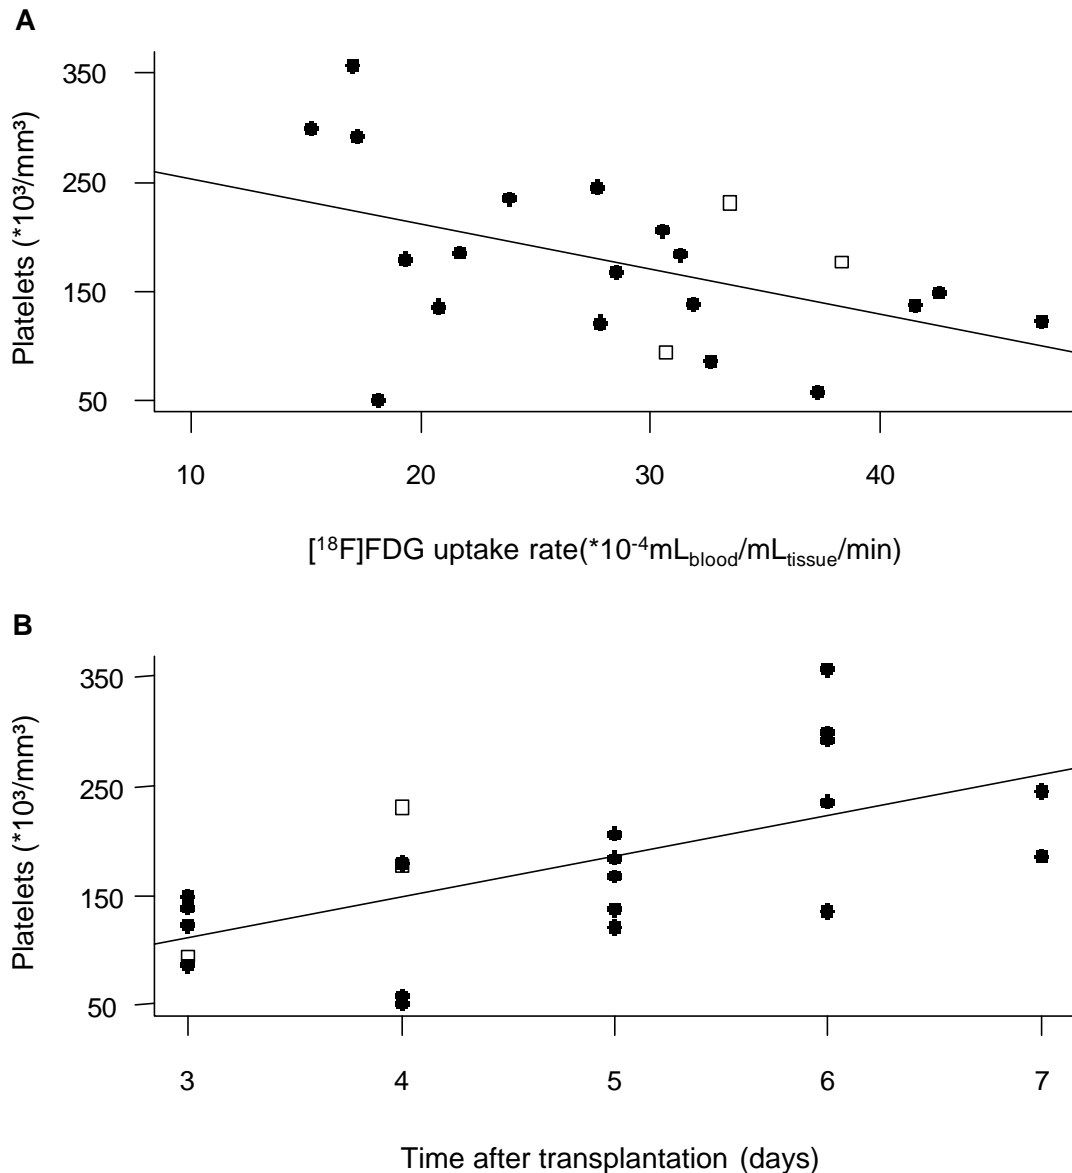 A
Platelets (*10³/mm³)
350
250
150
50
10 20 30 40
[¹⁸F]FDG uptake rate(*10⁻⁴mL_blood/mL_tissue/min)
B
Platelets (*10³/mm³)
350
250
150
50
3 4 5 6 7
Time after transplantation (days)